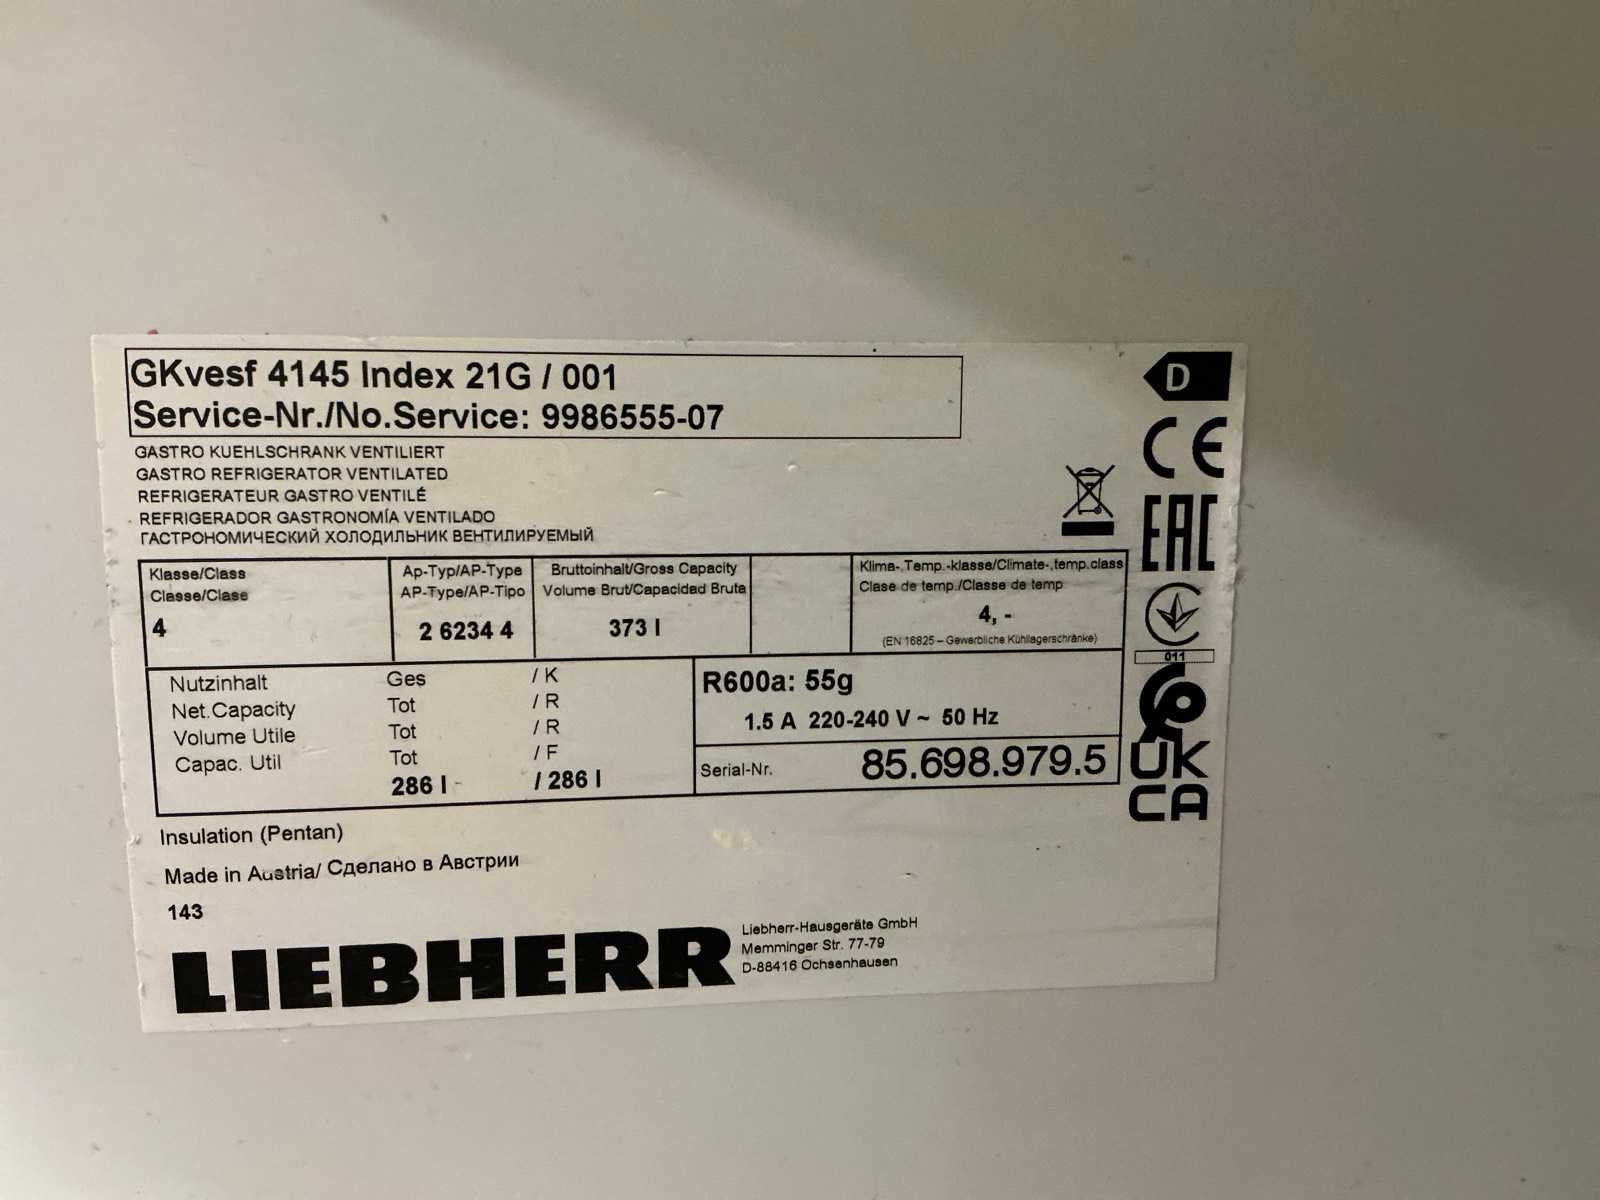 GKvesf 4145 Index 21G / 001
Service-Nr./No.Service: 9986555-07
GASTRO KUEHLSCHRANK VENTILIERT
GASTRO REFRIGERATOR VENTILATED
REFRIGERATEUR GASTRO VENTILÉ
REFRIGERADOR GASTRONOMÍA VENTILADO
ГАСТРОНОМИЧЕСКИЙ ХОЛОДИЛЬНИК ВЕНТИЛИРУЕМЫЙ
D
CE
EAC
011
UK
CA
Klasse/Class
Classe/Clase
4
Ap-Typ/AP-Type
AP-Type/AP-Tipo
2 6234 4
Bruttoinhalt/Gross Capacity
Volume Brut/Capacidad Bruta
373 l
Klima-,Temp.-klasse/Climate-,temp.class
Clase de temp./Classe de temp
4, -
(EN 16825 – Gewerbliche Kühllagerschränke)
Nutzinhalt Ges / K
Net.Capacity Tot / R
Volume Utile Tot / R
Capac. Util Tot / F
286 l / 286 l
R600a: 55g
1.5 A 220-240 V ~ 50 Hz
Serial-Nr. 85.698.979.5
Insulation (Pentan)
Made in Austria/ Сделано в Австрии
143
LIEBHERR
Liebherr-Hausgeräte GmbH
Memminger Str. 77-79
D-88416 Ochsenhausen